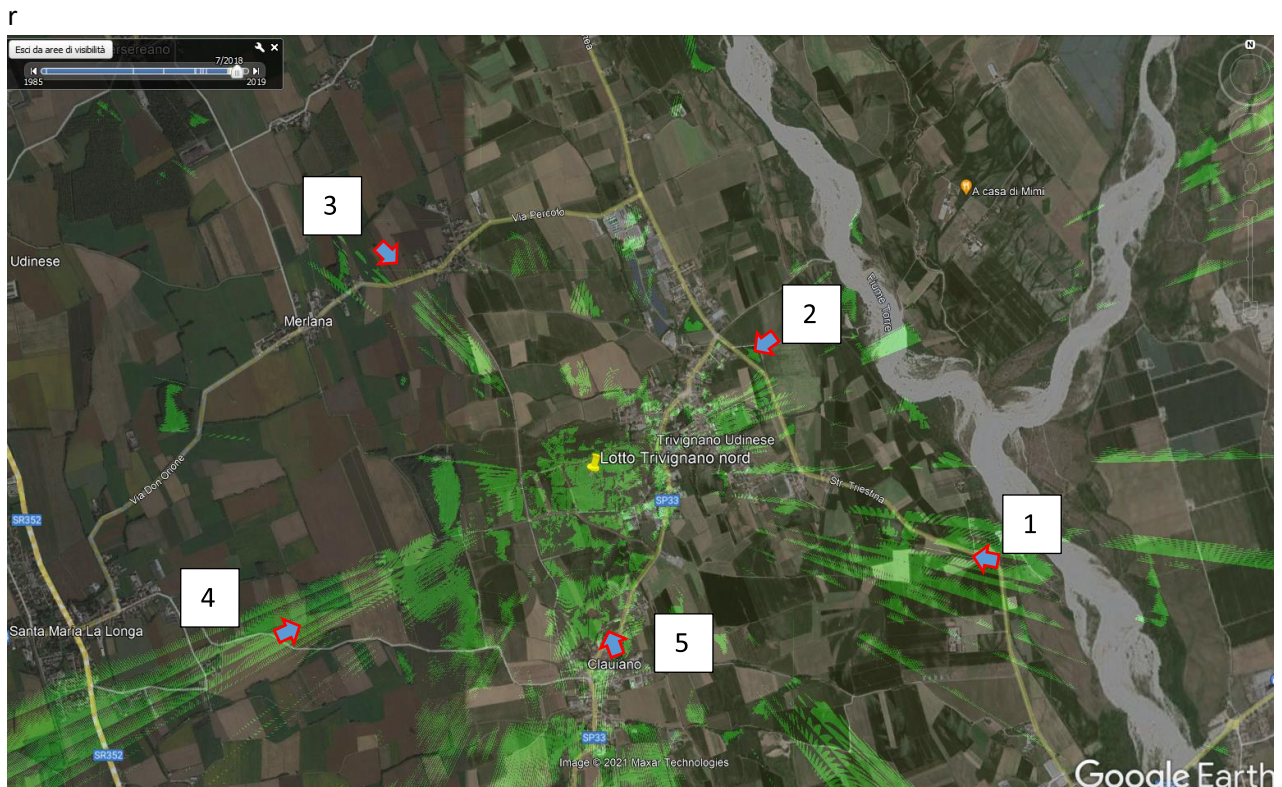 r
Esci da aree di visibilità
ersereano
7/2018
1985
2019
N
3
A casa di Mimi
Via Percoto
Udinese
2
Fiume Torre
Merlana
Trivignano Udinese
Lotto Trivignano nord
Via Don Orione
Str. Triestina
SP33
SR352
1
4
Santa Maria La Longa
5
Clauiano
SP33
SR352
Image © 2021 Maxar Technologies
Google Earth